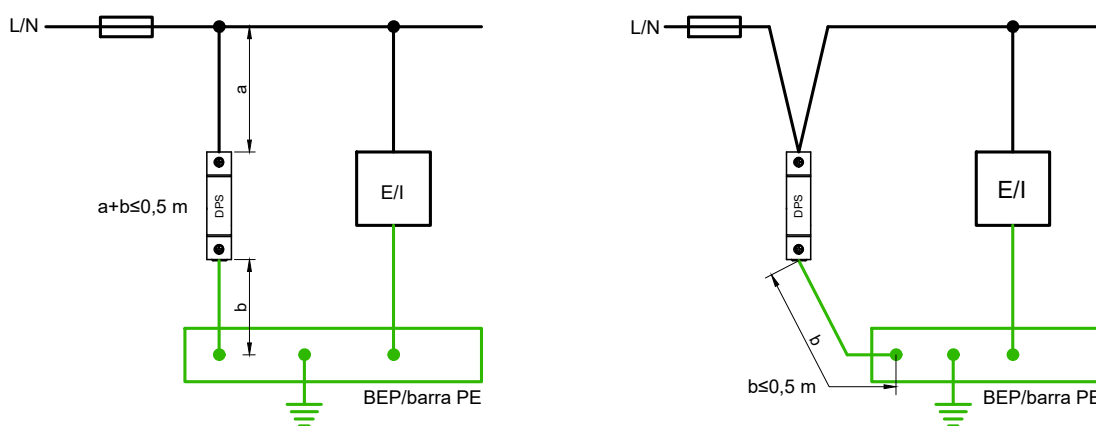 L/N
a
DPS
E/I
a+b≤0,5 m
b
BEP/barra PE
L/N
DPS
E/I
b
b≤0,5 m
BEP/barra PE